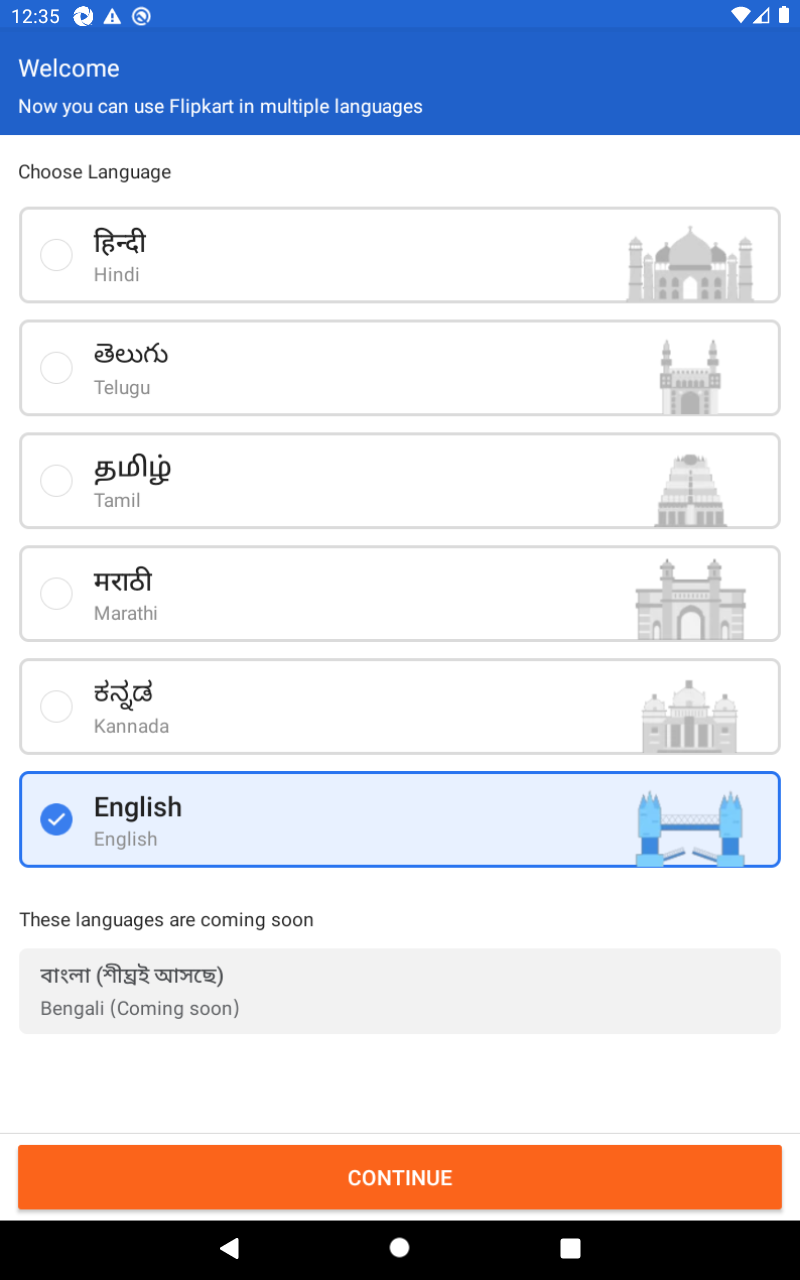 12:35
Welcome
Now you can use Flipkart in multiple languages
Choose Language
हिन्दी
Hindi
తెలుగు
Telugu
தமிழ்
Tamil
मराठी
Marathi
ಕನ್ನಡ
Kannada
English
English
These languages are coming soon
বাংলা (শীঘ্রই আসছে)
Bengali (Coming soon)
CONTINUE